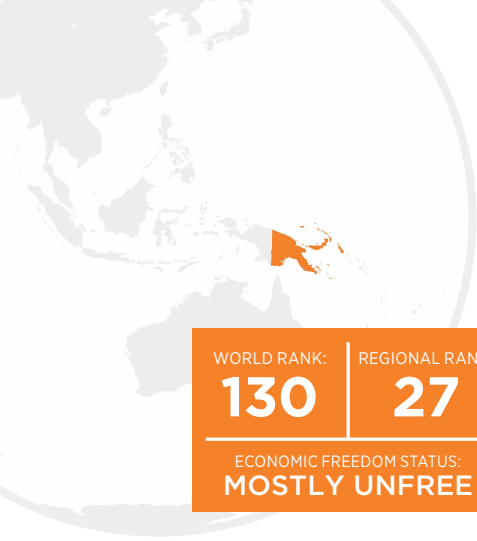 WORLD RANK:
130
REGIONAL RAN
27
ECONOMIC FREEDOM STATUS:
MOSTLY UNFREE